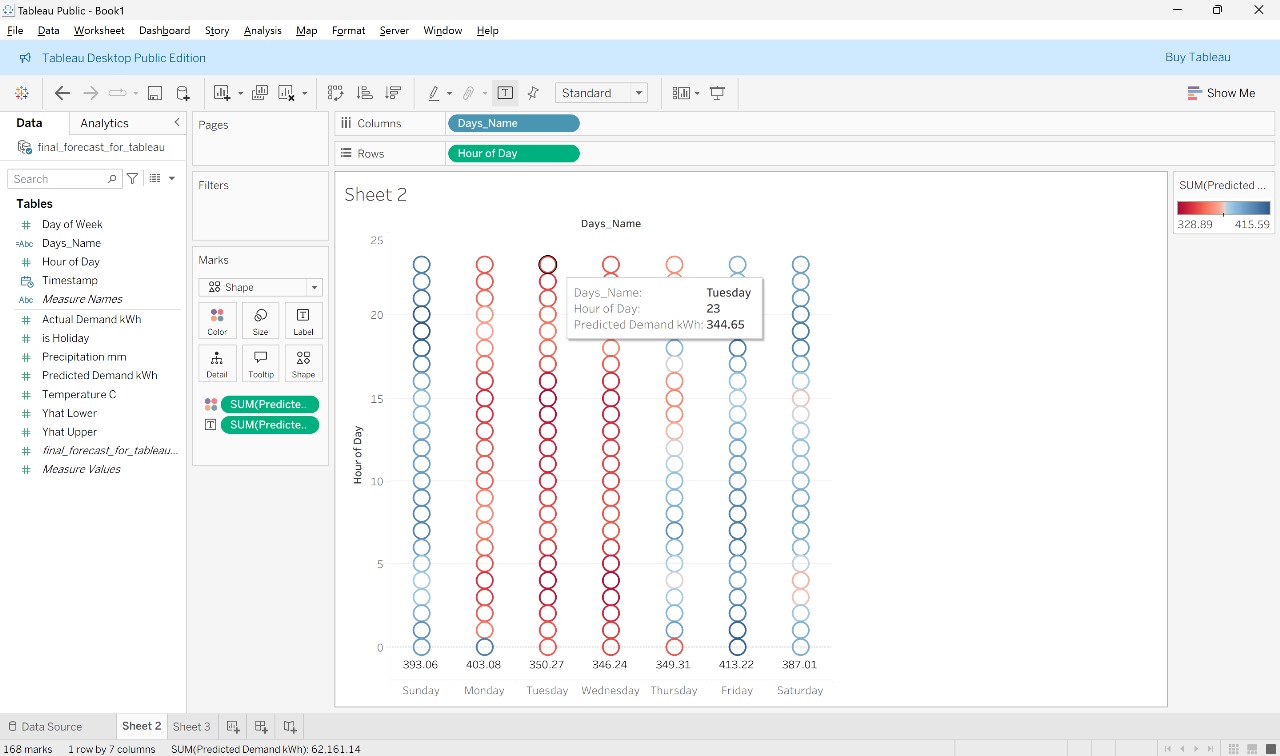 Tableau Public - Book1
File Data Worksheet Dashboard Story Analysis Map Format Server Window Help
Tableau Desktop Public Edition Buy Tableau
Standard Show Me
Data Analytics
final_forecast_for_tableau
Search
Tables
Day of Week
=Abc Days_Name
Hour of Day
Timestamp
Abc Measure Names
Actual Demand kWh
is Holiday
Precipitation mm
Predicted Demand kWh
Temperature C
Yhat Lower
Yhat Upper
final_forecast_for_tableau...
Measure Values
Pages
Filters
Marks
Shape
Color Size Label
Detail Tooltip Shape
SUM(Predicte..
SUM(Predicte..
Columns Days_Name
Rows Hour of Day
Sheet 2
Days_Name
25
20
15
10
5
0
Hour of Day
Days_Name: Tuesday
Hour of Day: 23
Predicted Demand kWh: 344.65
393.06 403.08 350.27 346.24 349.31 413.22 387.01
Sunday Monday Tuesday Wednesday Thursday Friday Saturday
SUM(Predicted ...
328.89 415.59
Data Source Sheet 2 Sheet 3
168 marks 1 row by 7 columns SUM(Predicted Demand kWh): 62,161.14